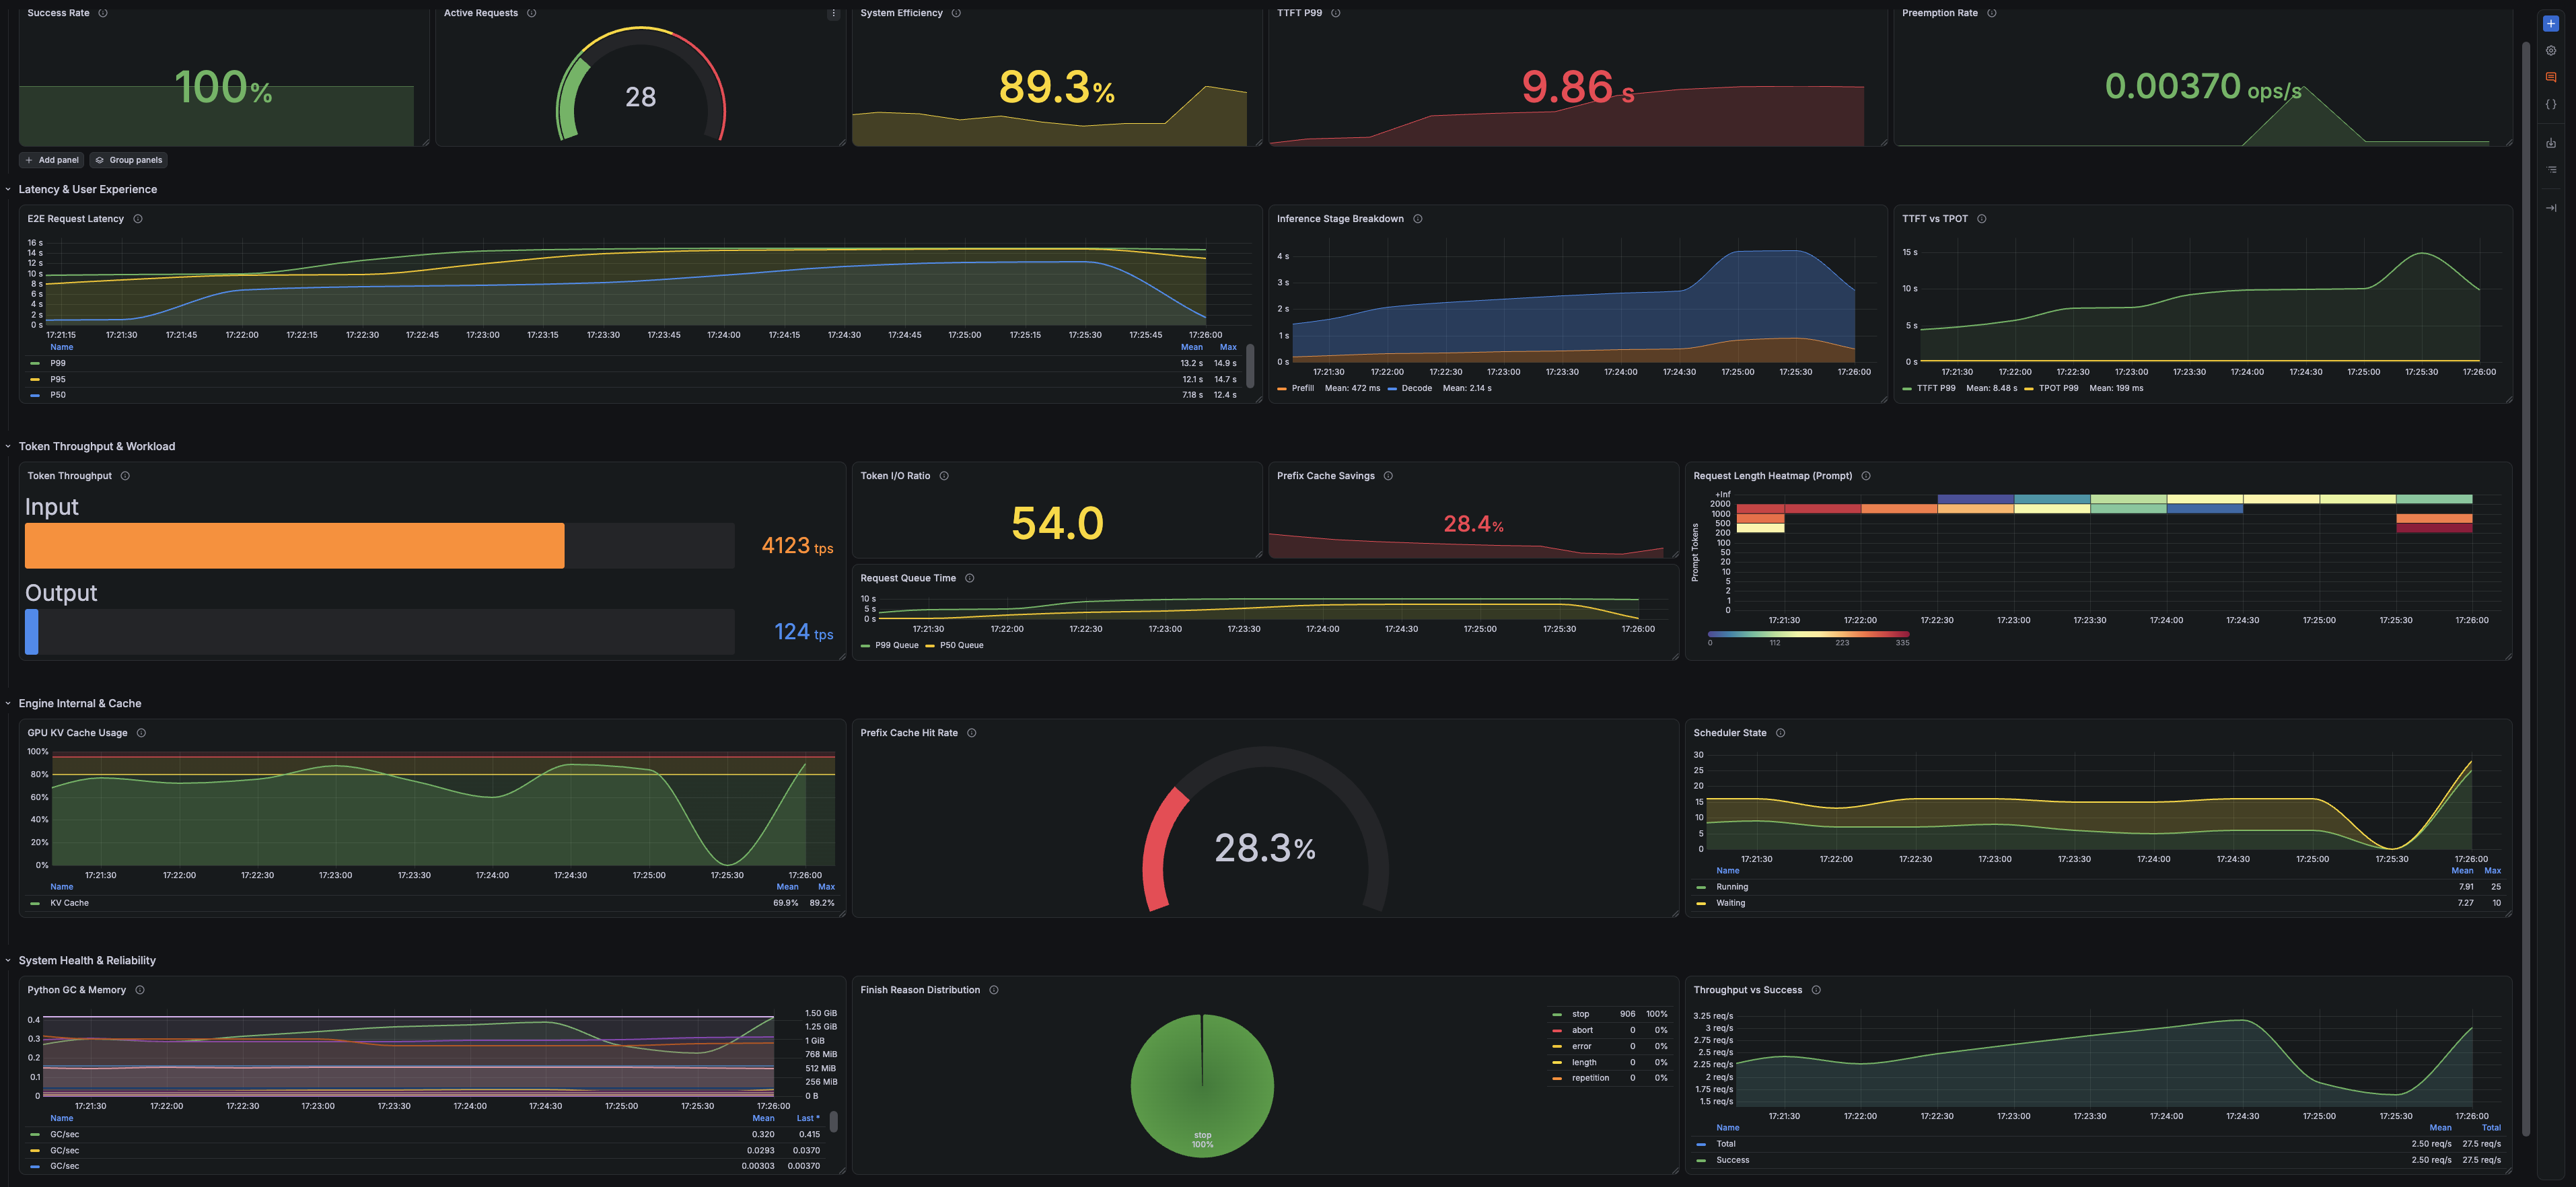 Success Rate
Active Requests
System Efficiency
TTFT P99
Preemption Rate
100%
28
89.3%
9.86 s
0.00370 ops/s
Add panel
Group panels
Latency & User Experience
E2E Request Latency
16 s
14 s
12 s
10 s
8 s
6 s
4 s
2 s
0 s
17:21:15 17:21:30 17:21:45 17:22:00 17:22:15 17:22:30 17:22:45 17:23:00 17:23:15 17:23:30 17:23:45 17:24:00 17:24:15 17:24:30 17:24:45 17:25:00 17:25:15 17:25:30 17:25:45 17:26:00
Name Mean Max
P99 13.2 s 14.9 s
P95 12.1 s 14.7 s
P50 7.18 s 12.4 s
Inference Stage Breakdown
4 s
3 s
2 s
1 s
0 s
17:21:30 17:22:00 17:22:30 17:23:00 17:23:30 17:24:00 17:24:30 17:25:00 17:25:30 17:26:00
Prefill Mean: 472 ms Decode Mean: 2.14 s
TTFT vs TPOT
15 s
10 s
5 s
0 s
17:21:30 17:22:00 17:22:30 17:23:00 17:23:30 17:24:00 17:24:30 17:25:00 17:25:30 17:26:00
TTFT P99 Mean: 8.48 s TPOT P99 Mean: 199 ms
Token Throughput & Workload
Token Throughput
Input
4123 tps
Output
124 tps
Token I/O Ratio
54.0
Prefix Cache Savings
28.4%
Request Queue Time
10 s
5 s
0 s
17:21:30 17:22:00 17:22:30 17:23:00 17:23:30 17:24:00 17:24:30 17:25:00 17:25:30 17:26:00
P99 Queue P50 Queue
Request Length Heatmap (Prompt)
Prompt Tokens
+Inf
2000
1000
500
200
100
50
20
10
5
2
1
0
17:21:30 17:22:00 17:22:30 17:23:00 17:23:30 17:24:00 17:24:30 17:25:00 17:25:30 17:26:00
0 112 223 335
Engine Internal & Cache
GPU KV Cache Usage
100%
80%
60%
40%
20%
0%
17:21:30 17:22:00 17:22:30 17:23:00 17:23:30 17:24:00 17:24:30 17:25:00 17:25:30 17:26:00
Name Mean Max
KV Cache 69.9% 89.2%
Prefix Cache Hit Rate
28.3%
Scheduler State
30
25
20
15
10
5
0
17:21:30 17:22:00 17:22:30 17:23:00 17:23:30 17:24:00 17:24:30 17:25:00 17:25:30 17:26:00
Name Mean Max
Running 7.91 25
Waiting 7.27 10
System Health & Reliability
Python GC & Memory
0.4
0.3
0.2
0.1
0
1.50 GiB
1.25 GiB
1 GiB
768 MiB
512 MiB
256 MiB
0 B
17:21:30 17:22:00 17:22:30 17:23:00 17:23:30 17:24:00 17:24:30 17:25:00 17:25:30 17:26:00
Name Mean Last *
GC/sec 0.320 0.415
GC/sec 0.0293 0.0370
GC/sec 0.00303 0.00370
Finish Reason Distribution
stop
100%
stop 906 100%
abort 0 0%
error 0 0%
length 0 0%
repetition 0 0%
Throughput vs Success
3.25 req/s
3 req/s
2.75 req/s
2.5 req/s
2.25 req/s
2 req/s
1.75 req/s
1.5 req/s
17:21:30 17:22:00 17:22:30 17:23:00 17:23:30 17:24:00 17:24:30 17:25:00 17:25:30 17:26:00
Name Mean Total
Total 2.50 req/s 27.5 req/s
Success 2.50 req/s 27.5 req/s